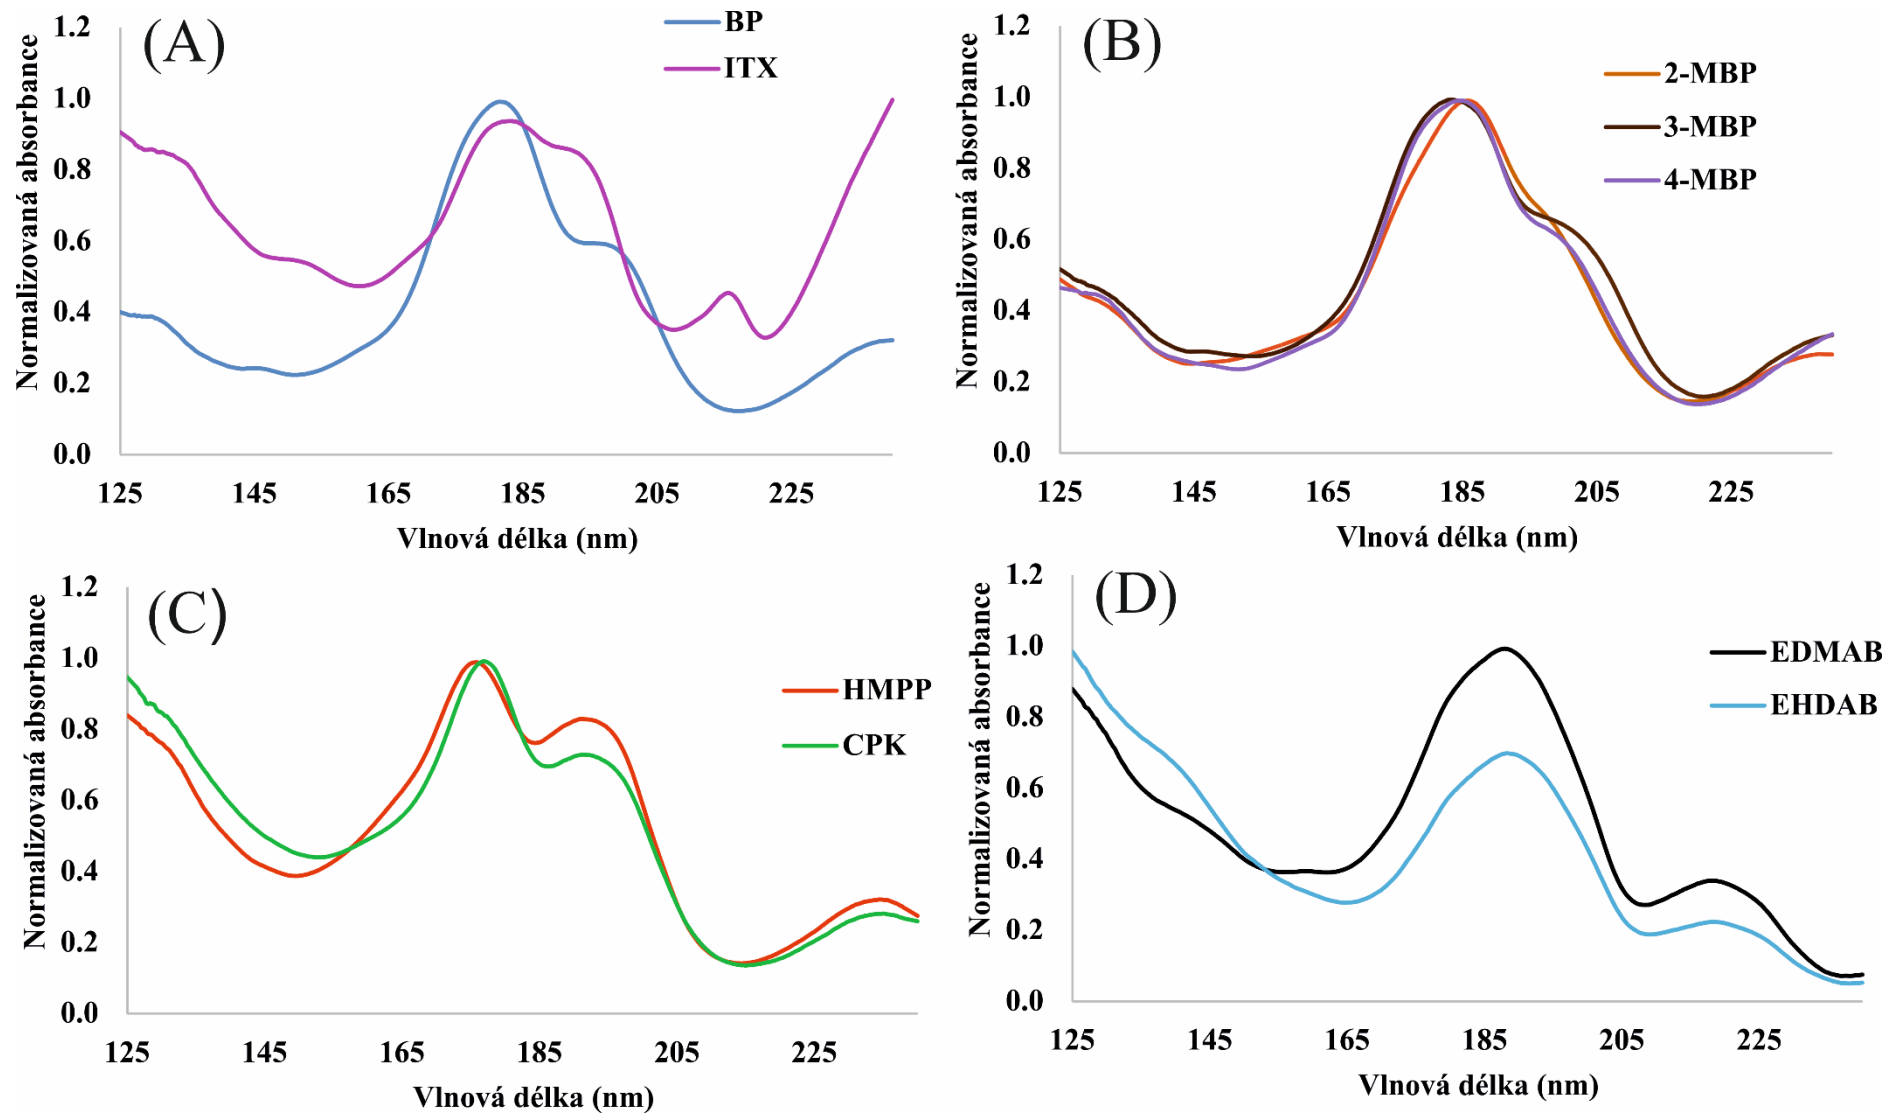 (A)
BP
ITX
Normalizovaná absorbance
1.2
1.0
0.8
0.6
0.4
0.2
0.0
125 145 165 185 205 225
Vlnová délka (nm)
(B)
2-MBP
3-MBP
4-MBP
Normalizovaná absorbance
1.2
1.0
0.8
0.6
0.4
0.2
0.0
125 145 165 185 205 225
Vlnová délka (nm)
(C)
HMPP
CPK
Normalizovaná absorbance
1.2
1.0
0.8
0.6
0.4
0.2
0.0
125 145 165 185 205 225
Vlnová délka (nm)
(D)
EDMAB
EHDAB
Normalizovaná absorbance
1.2
1.0
0.8
0.6
0.4
0.2
0.0
125 145 165 185 205 225
Vlnová délka (nm)